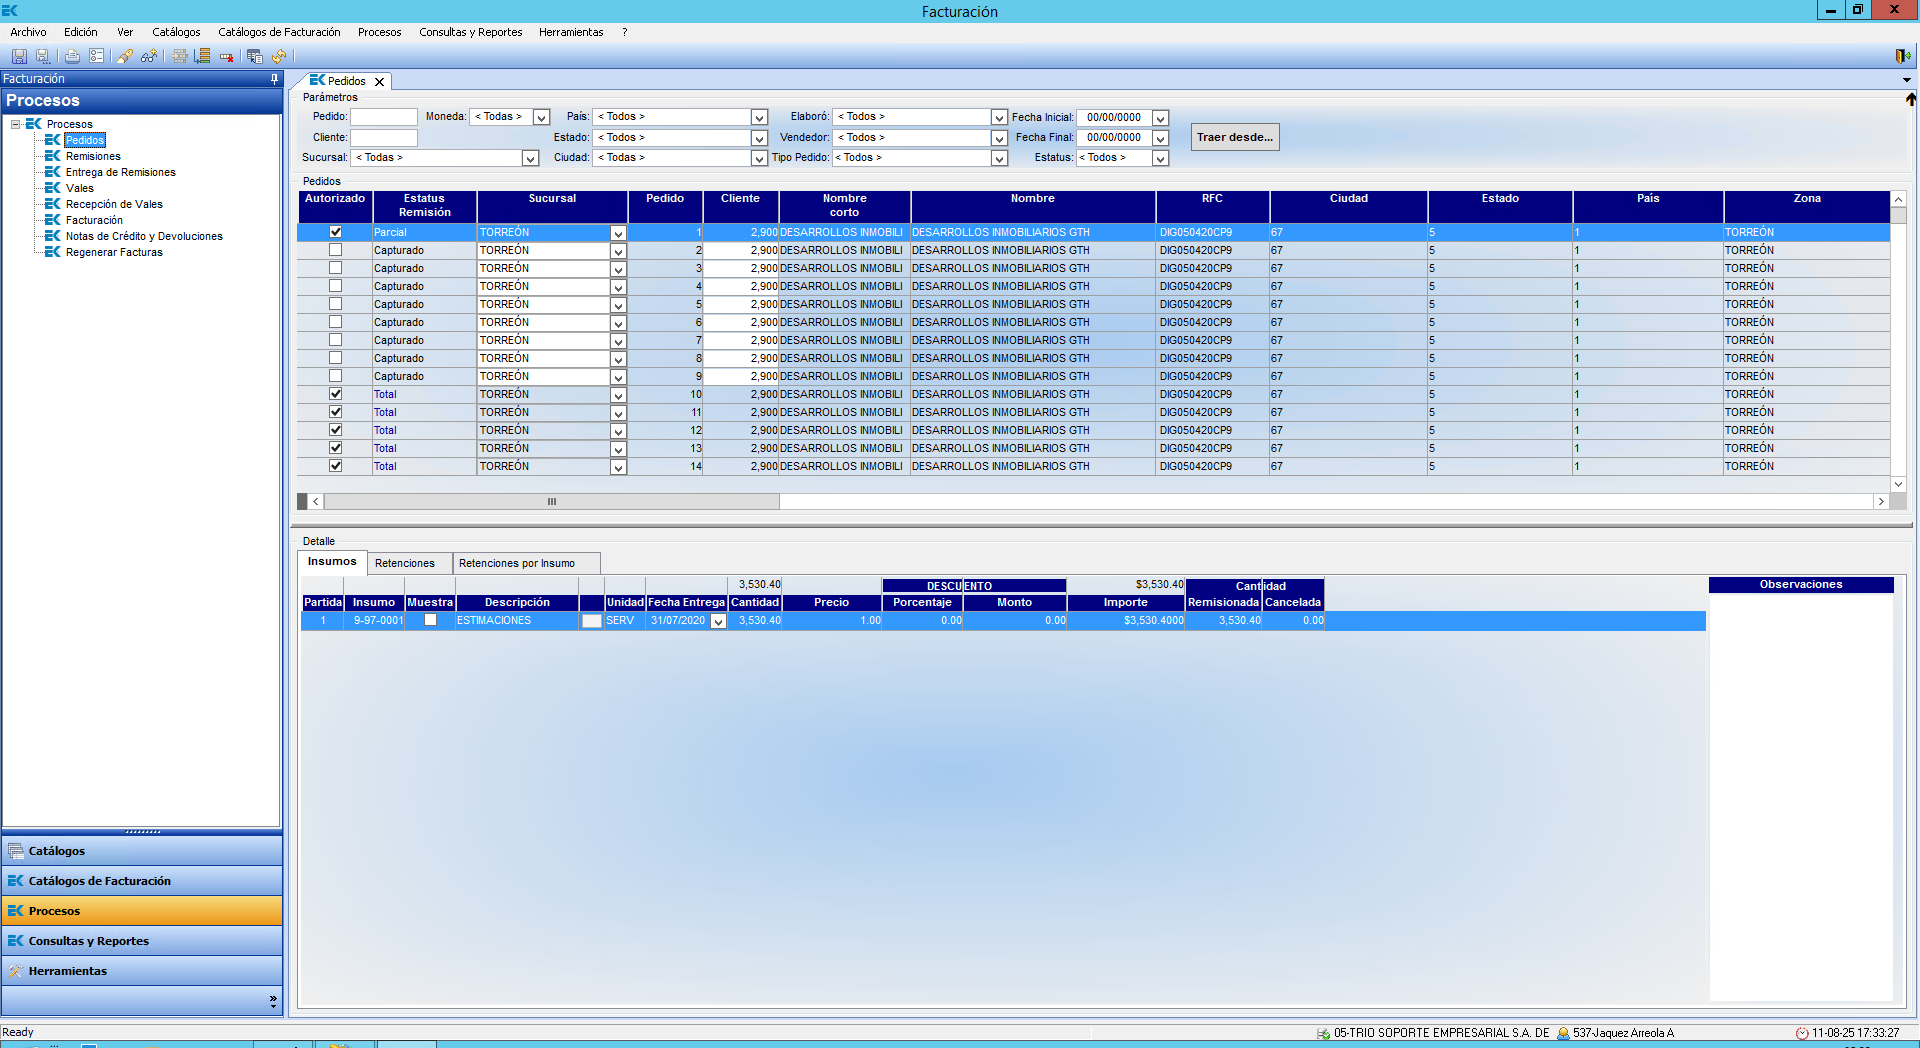 Facturación
Archivo Edición Ver Catálogos Catálogos de Facturación Procesos Consultas y Reportes Herramientas ?
Facturación
Procesos
Procesos
Pedidos
Remisiones
Entrega de Remisiones
Vales
Recepción de Vales
Facturación
Notas de Crédito y Devoluciones
Regenerar Facturas
Catálogos
Catálogos de Facturación
Procesos
Consultas y Reportes
Herramientas
Pedidos
Parámetros
Pedido: Moneda: < Todas > País: < Todos > Elaboró: < Todos > Fecha Inicial: 00/00/0000
Cliente: Estado: < Todos > Vendedor: < Todos > Fecha Final: 00/00/0000 Traer desde...
Sucursal: < Todas > Ciudad: < Todas > Tipo Pedido: < Todos > Estatus: < Todos >
Pedidos
Autorizado Estatus Remisión Sucursal Pedido Cliente Nombre corto Nombre RFC Ciudad Estado País Zona
Parcial TORREÓN 1 2,900 DESARROLLOS INMOBILI DESARROLLOS INMOBILIARIOS GTH DIG050420CP9 67 5 1 TORREÓN
Capturado TORREÓN 2 2,900 DESARROLLOS INMOBILI DESARROLLOS INMOBILIARIOS GTH DIG050420CP9 67 5 1 TORREÓN
Capturado TORREÓN 3 2,900 DESARROLLOS INMOBILI DESARROLLOS INMOBILIARIOS GTH DIG050420CP9 67 5 1 TORREÓN
Capturado TORREÓN 4 2,900 DESARROLLOS INMOBILI DESARROLLOS INMOBILIARIOS GTH DIG050420CP9 67 5 1 TORREÓN
Capturado TORREÓN 5 2,900 DESARROLLOS INMOBILI DESARROLLOS INMOBILIARIOS GTH DIG050420CP9 67 5 1 TORREÓN
Capturado TORREÓN 6 2,900 DESARROLLOS INMOBILI DESARROLLOS INMOBILIARIOS GTH DIG050420CP9 67 5 1 TORREÓN
Capturado TORREÓN 7 2,900 DESARROLLOS INMOBILI DESARROLLOS INMOBILIARIOS GTH DIG050420CP9 67 5 1 TORREÓN
Capturado TORREÓN 8 2,900 DESARROLLOS INMOBILI DESARROLLOS INMOBILIARIOS GTH DIG050420CP9 67 5 1 TORREÓN
Capturado TORREÓN 9 2,900 DESARROLLOS INMOBILI DESARROLLOS INMOBILIARIOS GTH DIG050420CP9 67 5 1 TORREÓN
Total TORREÓN 10 2,900 DESARROLLOS INMOBILI DESARROLLOS INMOBILIARIOS GTH DIG050420CP9 67 5 1 TORREÓN
Total TORREÓN 11 2,900 DESARROLLOS INMOBILI DESARROLLOS INMOBILIARIOS GTH DIG050420CP9 67 5 1 TORREÓN
Total TORREÓN 12 2,900 DESARROLLOS INMOBILI DESARROLLOS INMOBILIARIOS GTH DIG050420CP9 67 5 1 TORREÓN
Total TORREÓN 13 2,900 DESARROLLOS INMOBILI DESARROLLOS INMOBILIARIOS GTH DIG050420CP9 67 5 1 TORREÓN
Total TORREÓN 14 2,900 DESARROLLOS INMOBILI DESARROLLOS INMOBILIARIOS GTH DIG050420CP9 67 5 1 TORREÓN
Detalle
Insumos Retenciones Retenciones por Insumo
3,530.40 DESCUENTO $3,530.40 Cantidad Observaciones
Partida Insumo Muestra Descripción Unidad Fecha Entrega Cantidad Precio Porcentaje Monto Importe Remisionada Cancelada
1 9-97-0001 ESTIMACIONES SERV 31/07/2020 3,530.40 1.00 0.00 0.00 $3,530.4000 3,530.40 0.00
Ready 05-TRIO SOPORTE EMPRESARIAL S.A. DE 537-Jaquez Arreola A 11-08-25 17:33:27